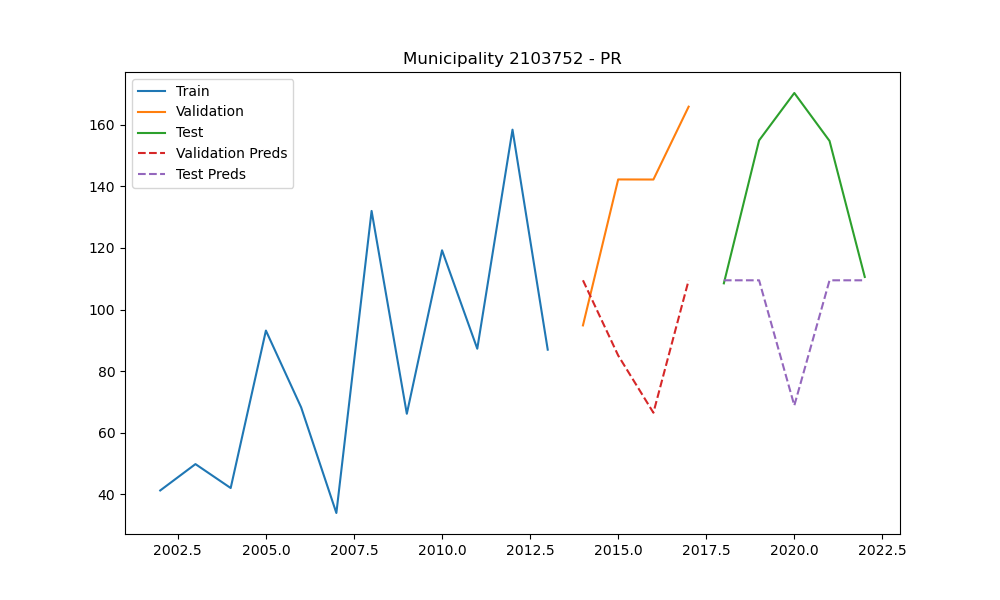 Municipality 2103752 - PR
Train
Validation
Test
Validation Preds
Test Preds
160
140
120
100
80
60
40
2002.5 2005.0 2007.5 2010.0 2012.5 2015.0 2017.5 2020.0 2022.5